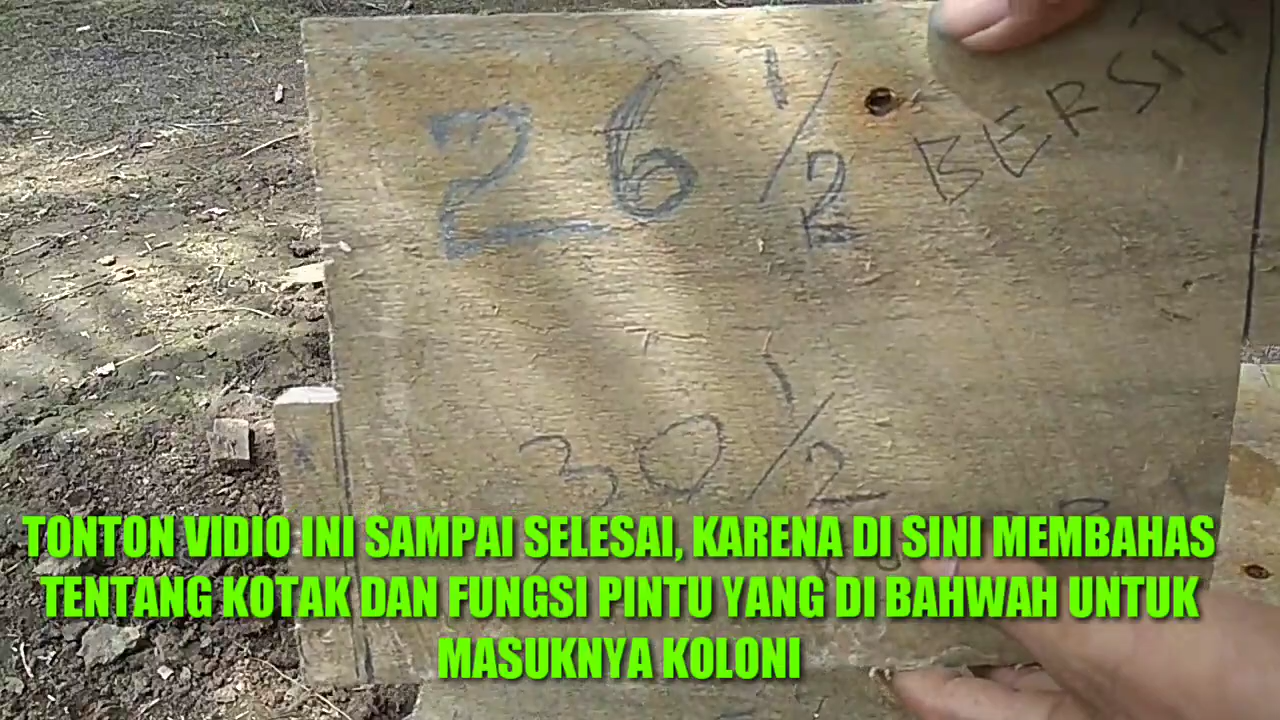 26 1/2 BERSIH
30 1/2
TONTON VIDIO INI SAMPAI SELESAI, KARENA DI SINI MEMBAHAS
TENTANG KOTAK DAN FUNGSI PINTU YANG DI BAHWAH UNTUK
MASUKNYA KOLONI